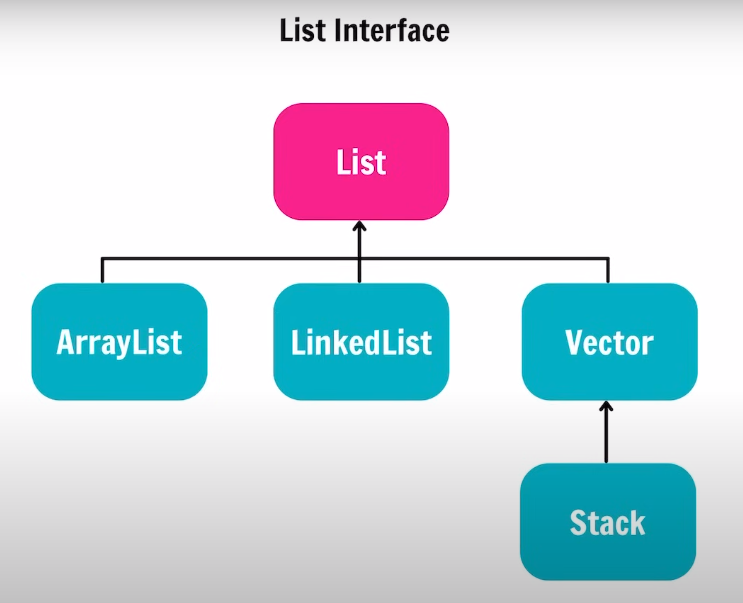 List Interface
List
ArrayList
LinkedList
Vector
Stack